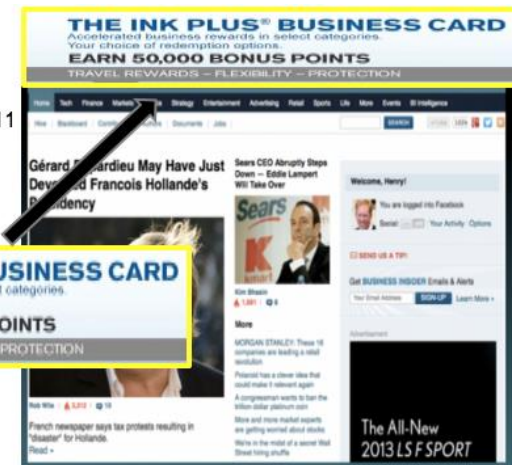 THE INK PLUS® BUSINESS CARD
Accelerated business rewards in select categories.
Your choice of redemption options.
EARN 50,000 BONUS POINTS
TRAVEL REWARDS – FLEXIBILITY – PROTECTION
11
Home Tech Finance Markets Strategy Entertainment Advertising Retail Sports Life More Events BI Intelligence
Hive Blackboard Documents Jobs
SEARCH
Gérard Depardieu May Have Just
Francois Hollande's
Sears CEO Abruptly Steps
Down — Eddie Lampert
Will Take Over
Sears
K
kmart
Kim Bhasin
1,881 6
More
MORGAN STANLEY: These 16
companies are leading a retail
revolution
Polaroid has a clever idea that
could make it relevant again
A congressman wants to ban the
trillion dollar platinum coin
More and more market experts
are getting worried about stocks
We're in the midst of a secret Wall
Street hiring shuffle
Welcome, Henry!
You are logged into Facebook
Social: Your Activity Options
SEND US A TIP!
Get BUSINESS INSIDER Emails & Alerts
Your Email Address SIGN-UP Learn More »
Advertisement
The All-New
2013 LS F SPORT
USINESS CARD
categories.
OINTS
PROTECTION
Rob Wile
French newspaper says tax protests resulting in
"disaster" for Hollande.
Read »